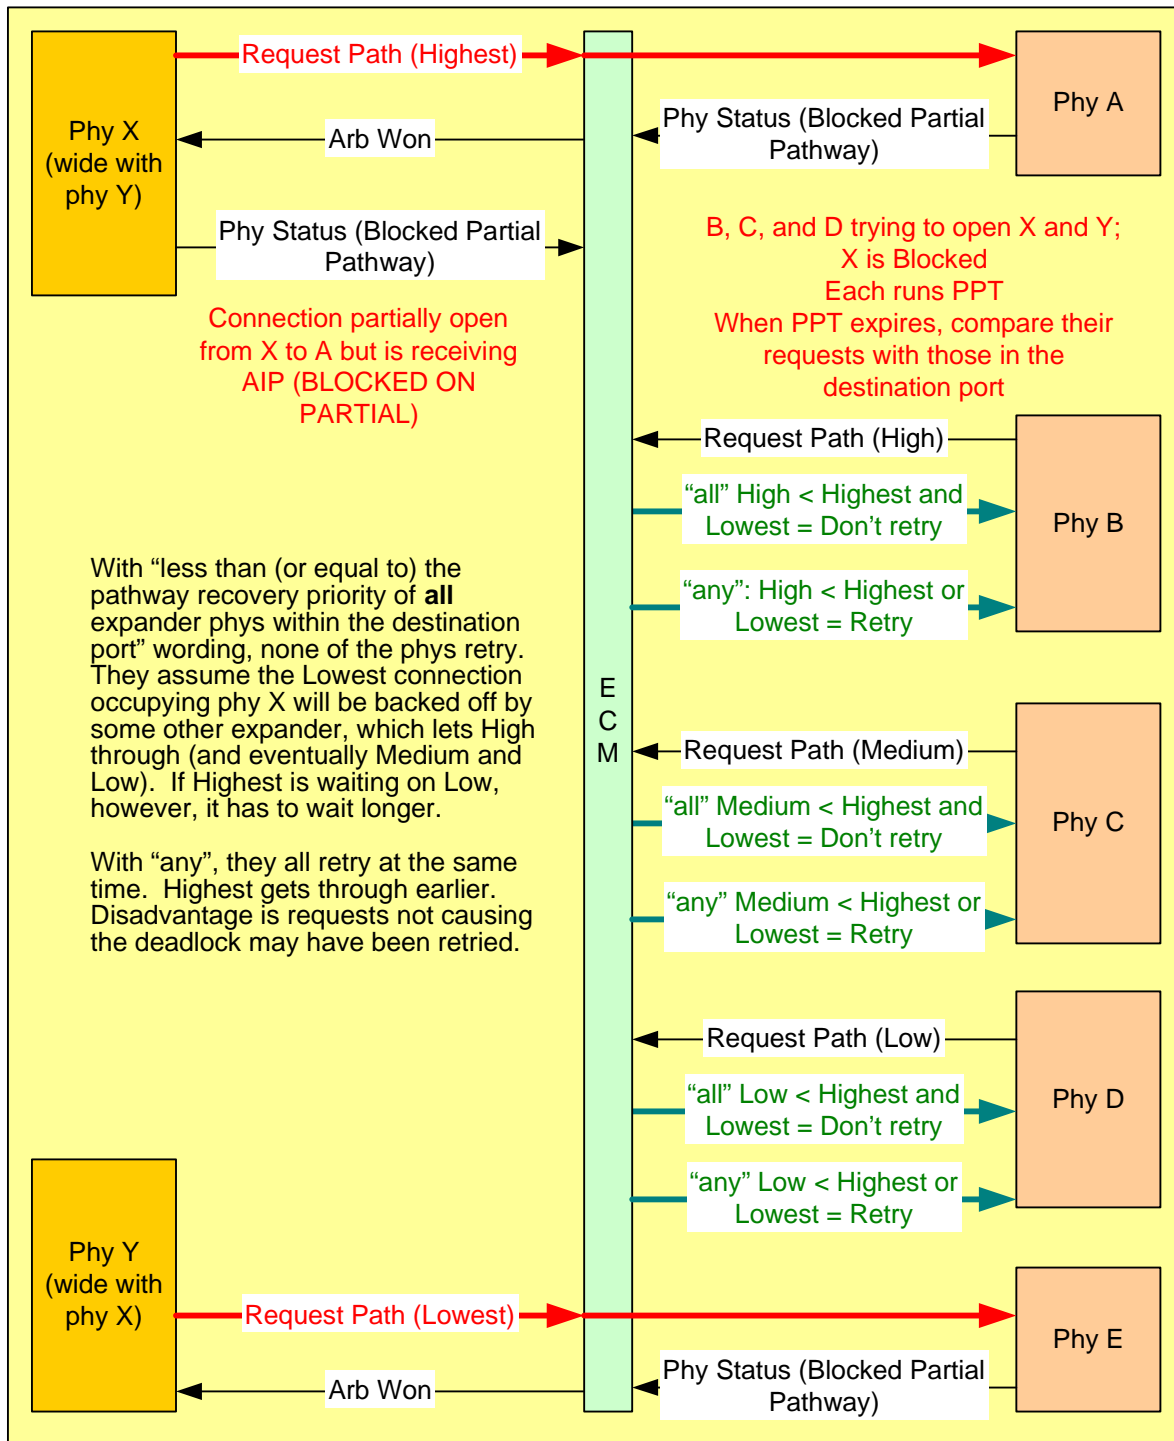 Request Path (Highest)
Phy X
(wide with
phy Y)
Arb Won
Phy Status (Blocked Partial
Pathway)
Phy A
Phy Status (Blocked Partial
Pathway)
Connection partially open
from X to A but is receiving
AIP (BLOCKED ON
PARTIAL)
B, C, and D trying to open X and Y;
X is Blocked
Each runs PPT
When PPT expires, compare their
requests with those in the
destination port
Request Path (High)
“all” High < Highest and
Lowest = Don’t retry
“any”: High < Highest or
Lowest = Retry
Phy B
With “less than (or equal to) the
pathway recovery priority of all
expander phys within the destination
port” wording, none of the phys retry.
They assume the Lowest connection
occupying phy X will be backed off by
some other expander, which lets High
through (and eventually Medium and
Low).  If Highest is waiting on Low,
however, it has to wait longer.
With “any”, they all retry at the same
time.  Highest gets through earlier.
Disadvantage is requests not causing
the deadlock may have been retried.
E
C
M
Request Path (Medium)
“all” Medium < Highest and
Lowest = Don’t retry
“any” Medium < Highest or
Lowest = Retry
Phy C
Request Path (Low)
“all” Low < Highest and
Lowest = Don’t retry
“any” Low < Highest or
Lowest = Retry
Phy D
Phy Y
(wide with
phy X)
Request Path (Lowest)
Arb Won
Phy Status (Blocked Partial
Pathway)
Phy E